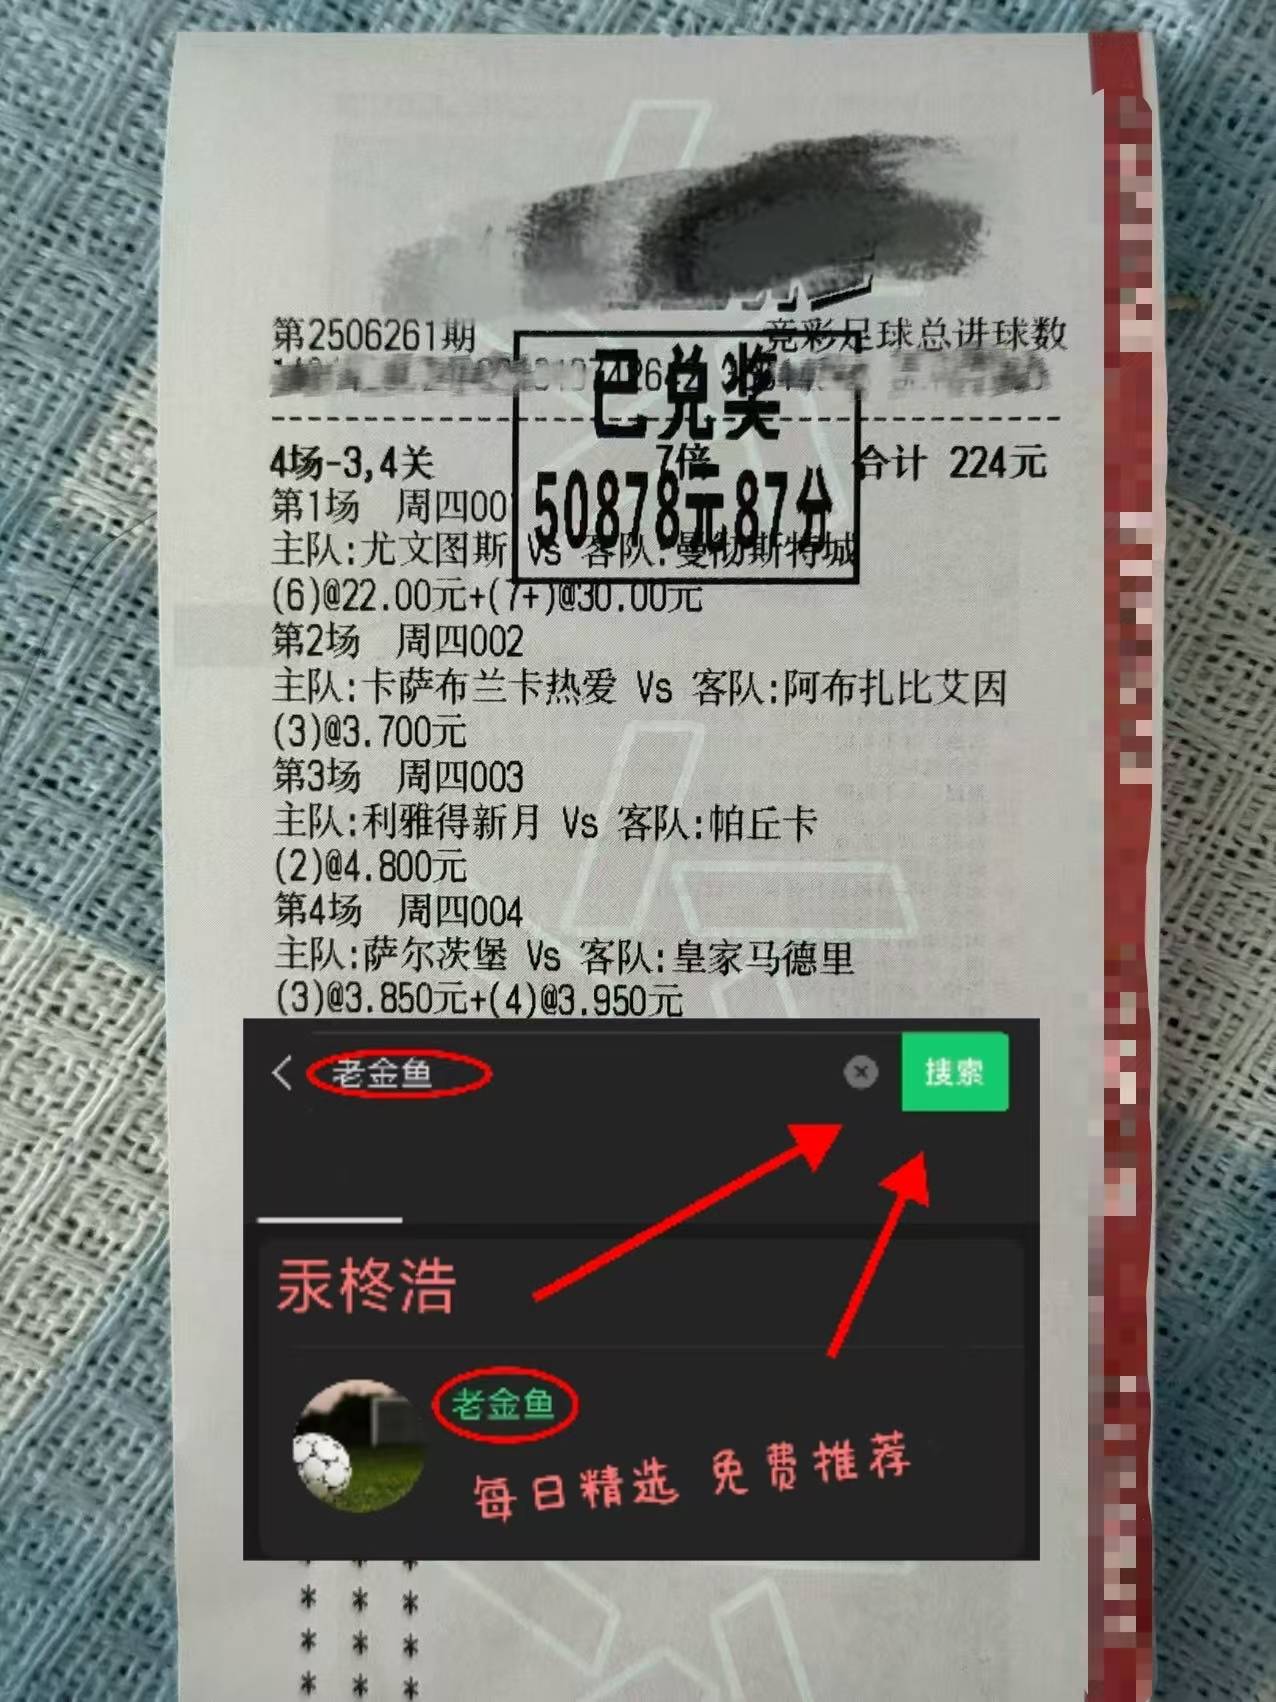 第2506261期 竞彩足球总进球数
已兑奖
50878元87分
4场-3,4关 7倍 合计 224元
第1场 周四00
主队:尤文图斯 Vs 客队:曼彻斯特城
(6)@22.00元+(7+)@30.00元
第2场 周四002
主队:卡萨布兰卡热爱 Vs 客队:阿布扎比艾因
(3)@3.700元
第3场 周四003
主队:利雅得新月 Vs 客队:帕丘卡
(2)@4.800元
第4场 周四004
主队:萨尔茨堡 Vs 客队:皇家马德里
(3)@3.850元+(4)@3.950元
老金鱼 搜索
汞柊浩
老金鱼
每日精选 免费推荐
* * *
* * *
* * *